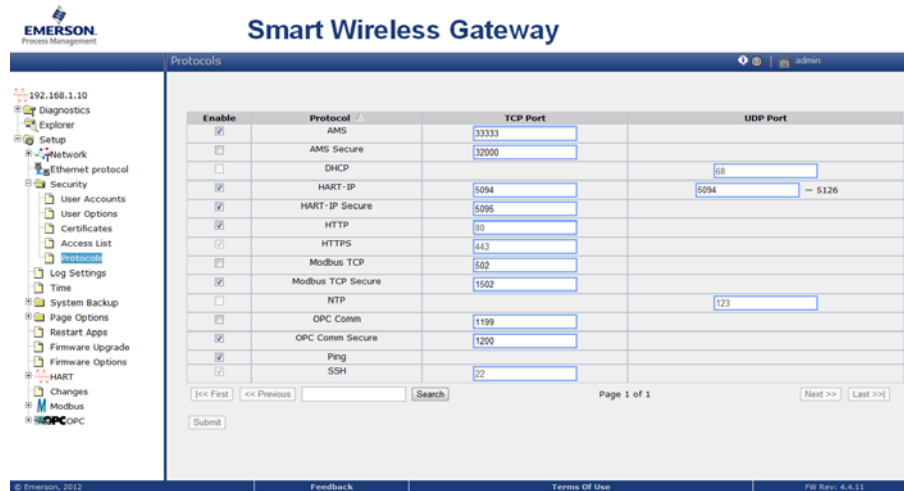 EMERSON.
Process Management
Smart Wireless Gateway
Protocols
admin
192.168.1.10
Diagnostics
Explorer
Setup
Network
Ethernet protocol
Security
User Accounts
User Options
Certificates
Access List
Protocols
Log Settings
Time
System Backup
Page Options
Restart Apps
Firmware Upgrade
Firmware Options
HART
Changes
Modbus
OPC OPC
Enable Protocol TCP Port UDP Port
AMS 33333
AMS Secure 32000
DHCP 68
HART-IP 5094 5094 — 5126
HART-IP Secure 5095
HTTP 80
HTTPS 443
Modbus TCP 502
Modbus TCP Secure 1502
NTP 123
OPC Comm 1199
OPC Comm Secure 1200
Ping
SSH 22
|<< First << Previous Search Page 1 of 1 Next >> Last >>|
Submit
© Emerson, 2012 Feedback Terms Of Use FW Rev: 4.4.11